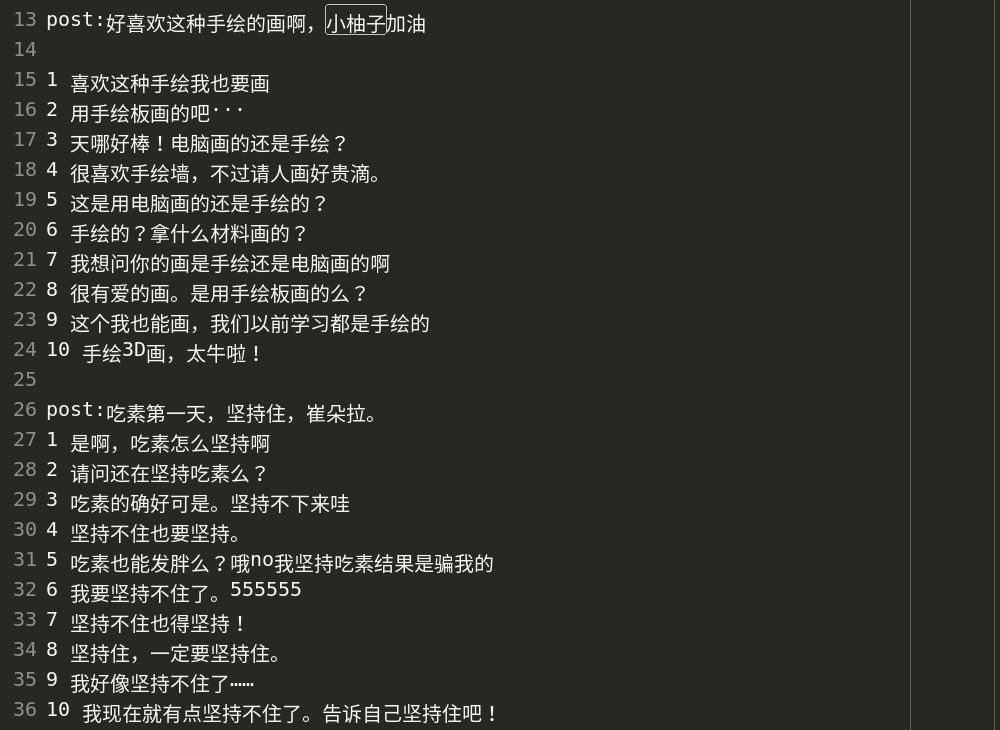 13 post:好喜欢这种手绘的画啊，小柚子加油
14
15 1 喜欢这种手绘我也要画
16 2 用手绘板画的吧···
17 3 天哪好棒！电脑画的还是手绘？
18 4 很喜欢手绘墙，不过请人画好贵滴。
19 5 这是用电脑画的还是手绘的？
20 6 手绘的？拿什么材料画的？
21 7 我想问你的画是手绘还是电脑画的啊
22 8 很有爱的画。是用手绘板画的么？
23 9 这个我也能画，我们以前学习都是手绘的
24 10 手绘3D画，太牛啦！
25
26 post:吃素第一天，坚持住，崔朵拉。
27 1 是啊，吃素怎么坚持啊
28 2 请问还在坚持吃素么？
29 3 吃素的确好可是。坚持不下来哇
30 4 坚持不住也要坚持。
31 5 吃素也能发胖么？哦no我坚持吃素结果是骗我的
32 6 我要坚持不住了。555555
33 7 坚持不住也得坚持！
34 8 坚持住，一定要坚持住。
35 9 我好像坚持不住了……
36 10 我现在就有点坚持不住了。告诉自己坚持住吧！